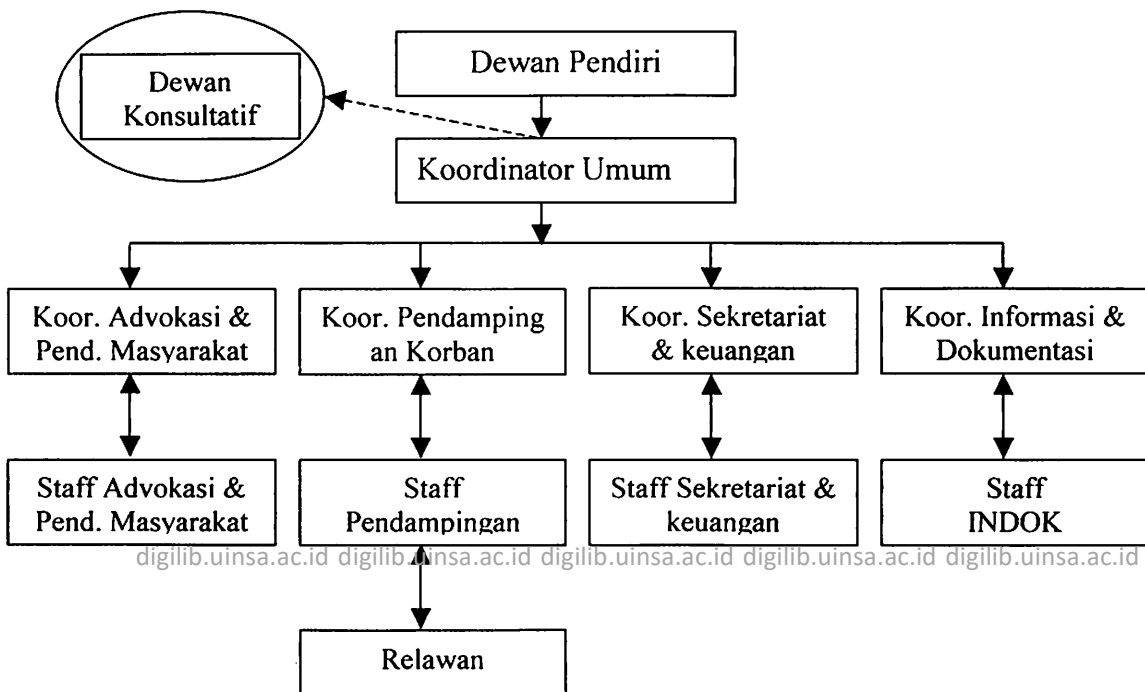 Dewan
Konsultatif
Dewan Pendiri
Koordinator Umum
Koor. Advokasi &
Pend. Masyarakat
Koor. Pendamping
an Korban
Koor. Sekretariat
& keuangan
Koor. Informasi &
Dokumentasi
Staff Advokasi &
Pend. Masyarakat
Staff
Pendampingan
Staff Sekretariat &
keuangan
Staff
INDOK
digilib.uinsa.ac.id digilib.uinsa.ac.id digilib.uinsa.ac.id digilib.uinsa.ac.id digilib.uinsa.ac.id
Relawan